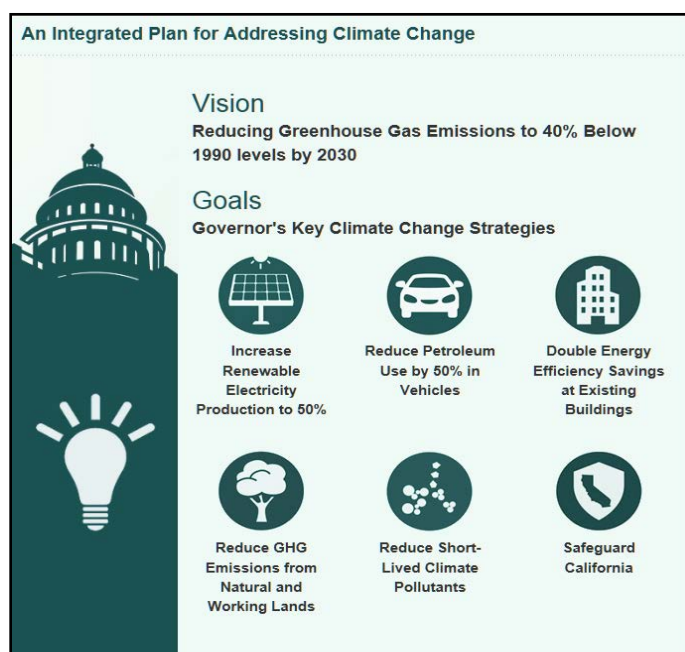 An Integrated Plan for Addressing Climate Change
Vision
Reducing Greenhouse Gas Emissions to 40% Below
1990 levels by 2030
Goals
Governor's Key Climate Change Strategies
Increase
Renewable
Electricity
Production to 50%
Reduce Petroleum
Use by 50% in
Vehicles
Double Energy
Efficiency Savings
at Existing
Buildings
Reduce GHG
Emissions from
Natural and
Working Lands
Reduce Short-
Lived Climate
Pollutants
Safeguard
California